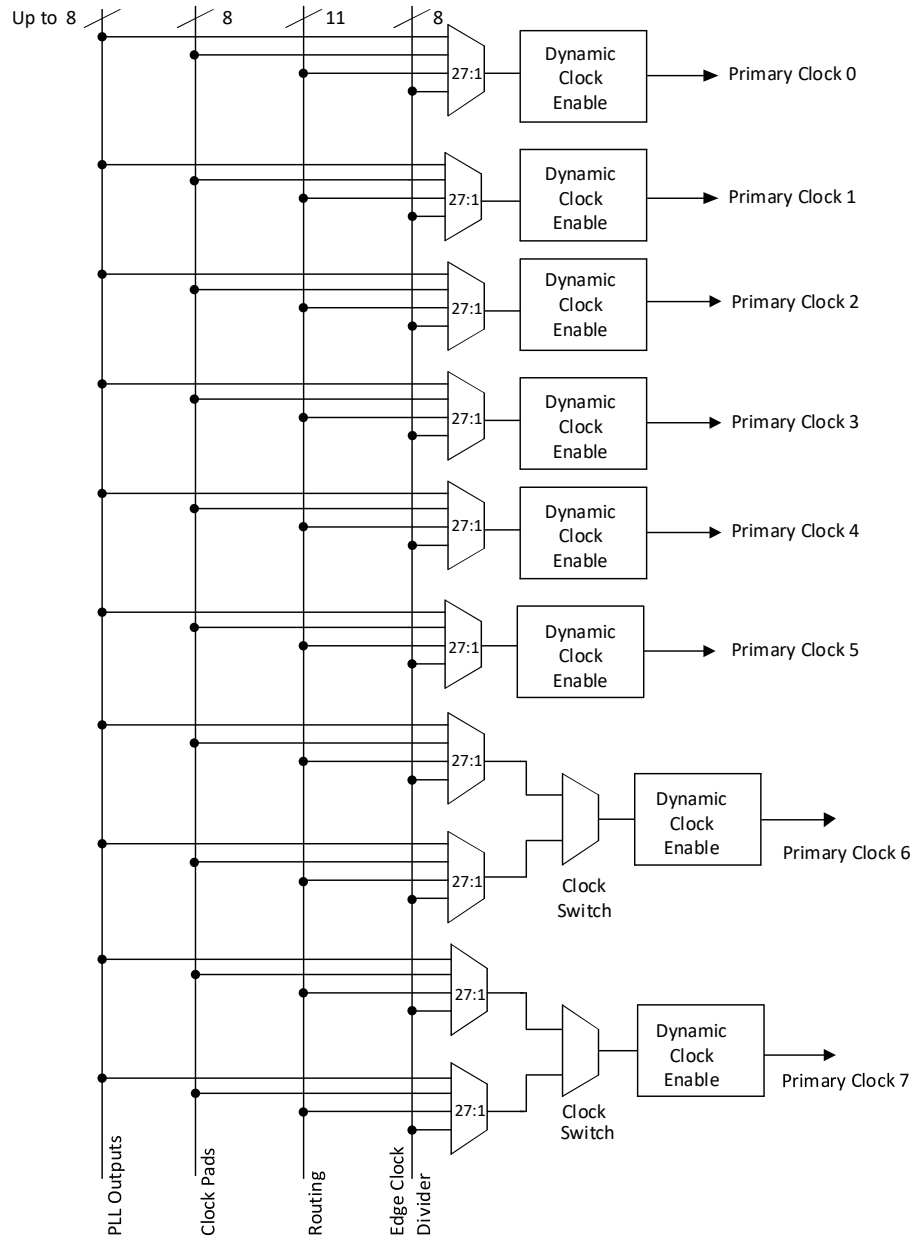 Up to 8
8
11
8
27:1
Dynamic
Clock
Enable
Primary Clock 0
27:1
Dynamic
Clock
Enable
Primary Clock 1
27:1
Dynamic
Clock
Enable
Primary Clock 2
27:1
Dynamic
Clock
Enable
Primary Clock 3
27:1
Dynamic
Clock
Enable
Primary Clock 4
27:1
Dynamic
Clock
Enable
Primary Clock 5
27:1
27:1
Clock
Switch
Dynamic
Clock
Enable
Primary Clock 6
27:1
27:1
Clock
Switch
Dynamic
Clock
Enable
Primary Clock 7
PLL Outputs
Clock Pads
Routing
Edge Clock
Divider